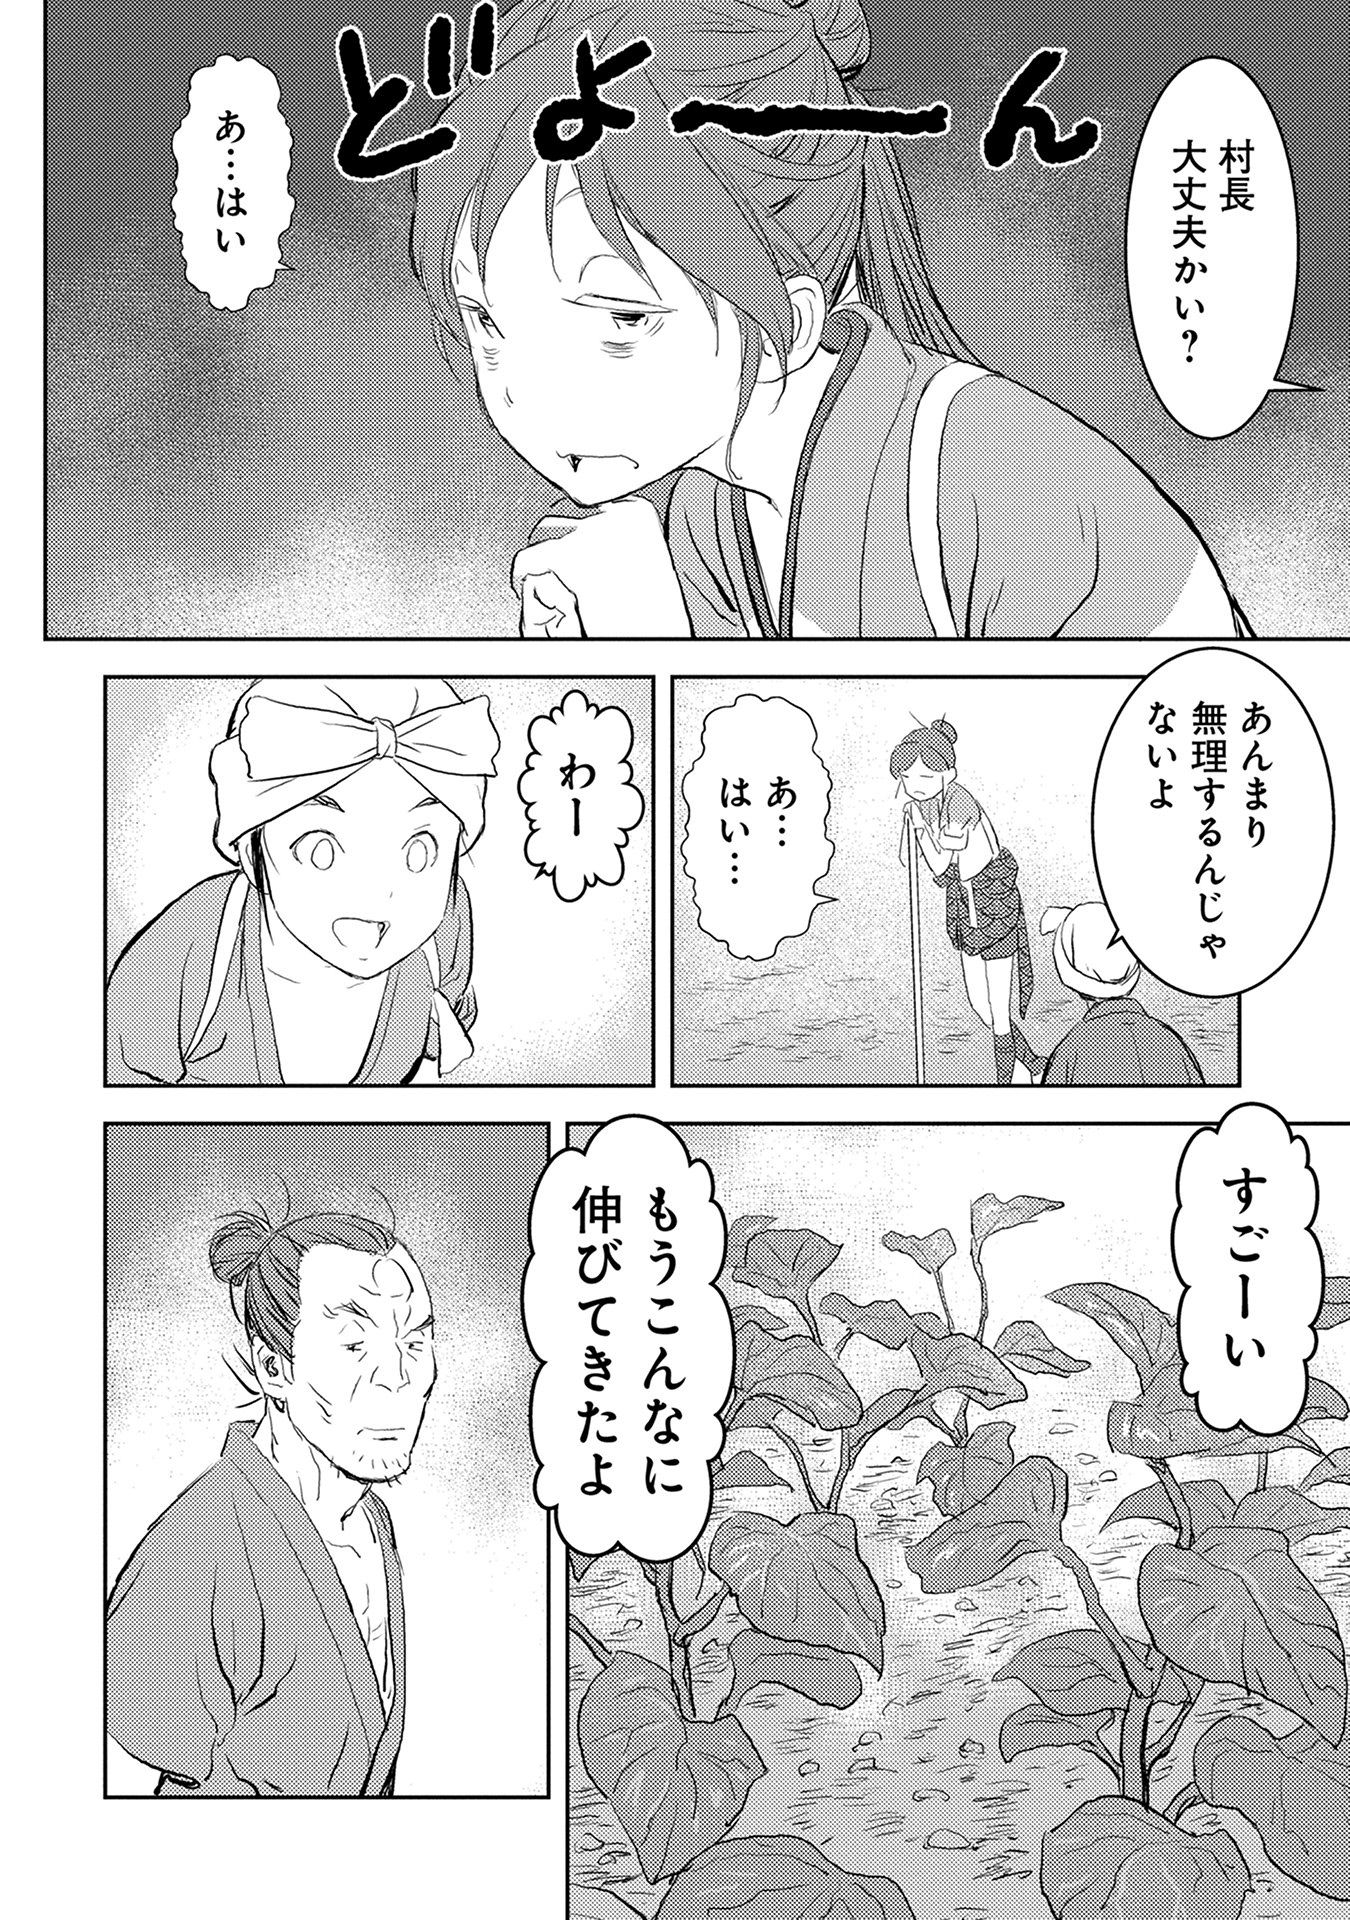 村長
大丈夫かい？
どよーん
あ…はい
あんまり
無理するんじゃ
ないよ
あ…
はい…
わー
すごーい
もうこんなに
伸びてきたよ